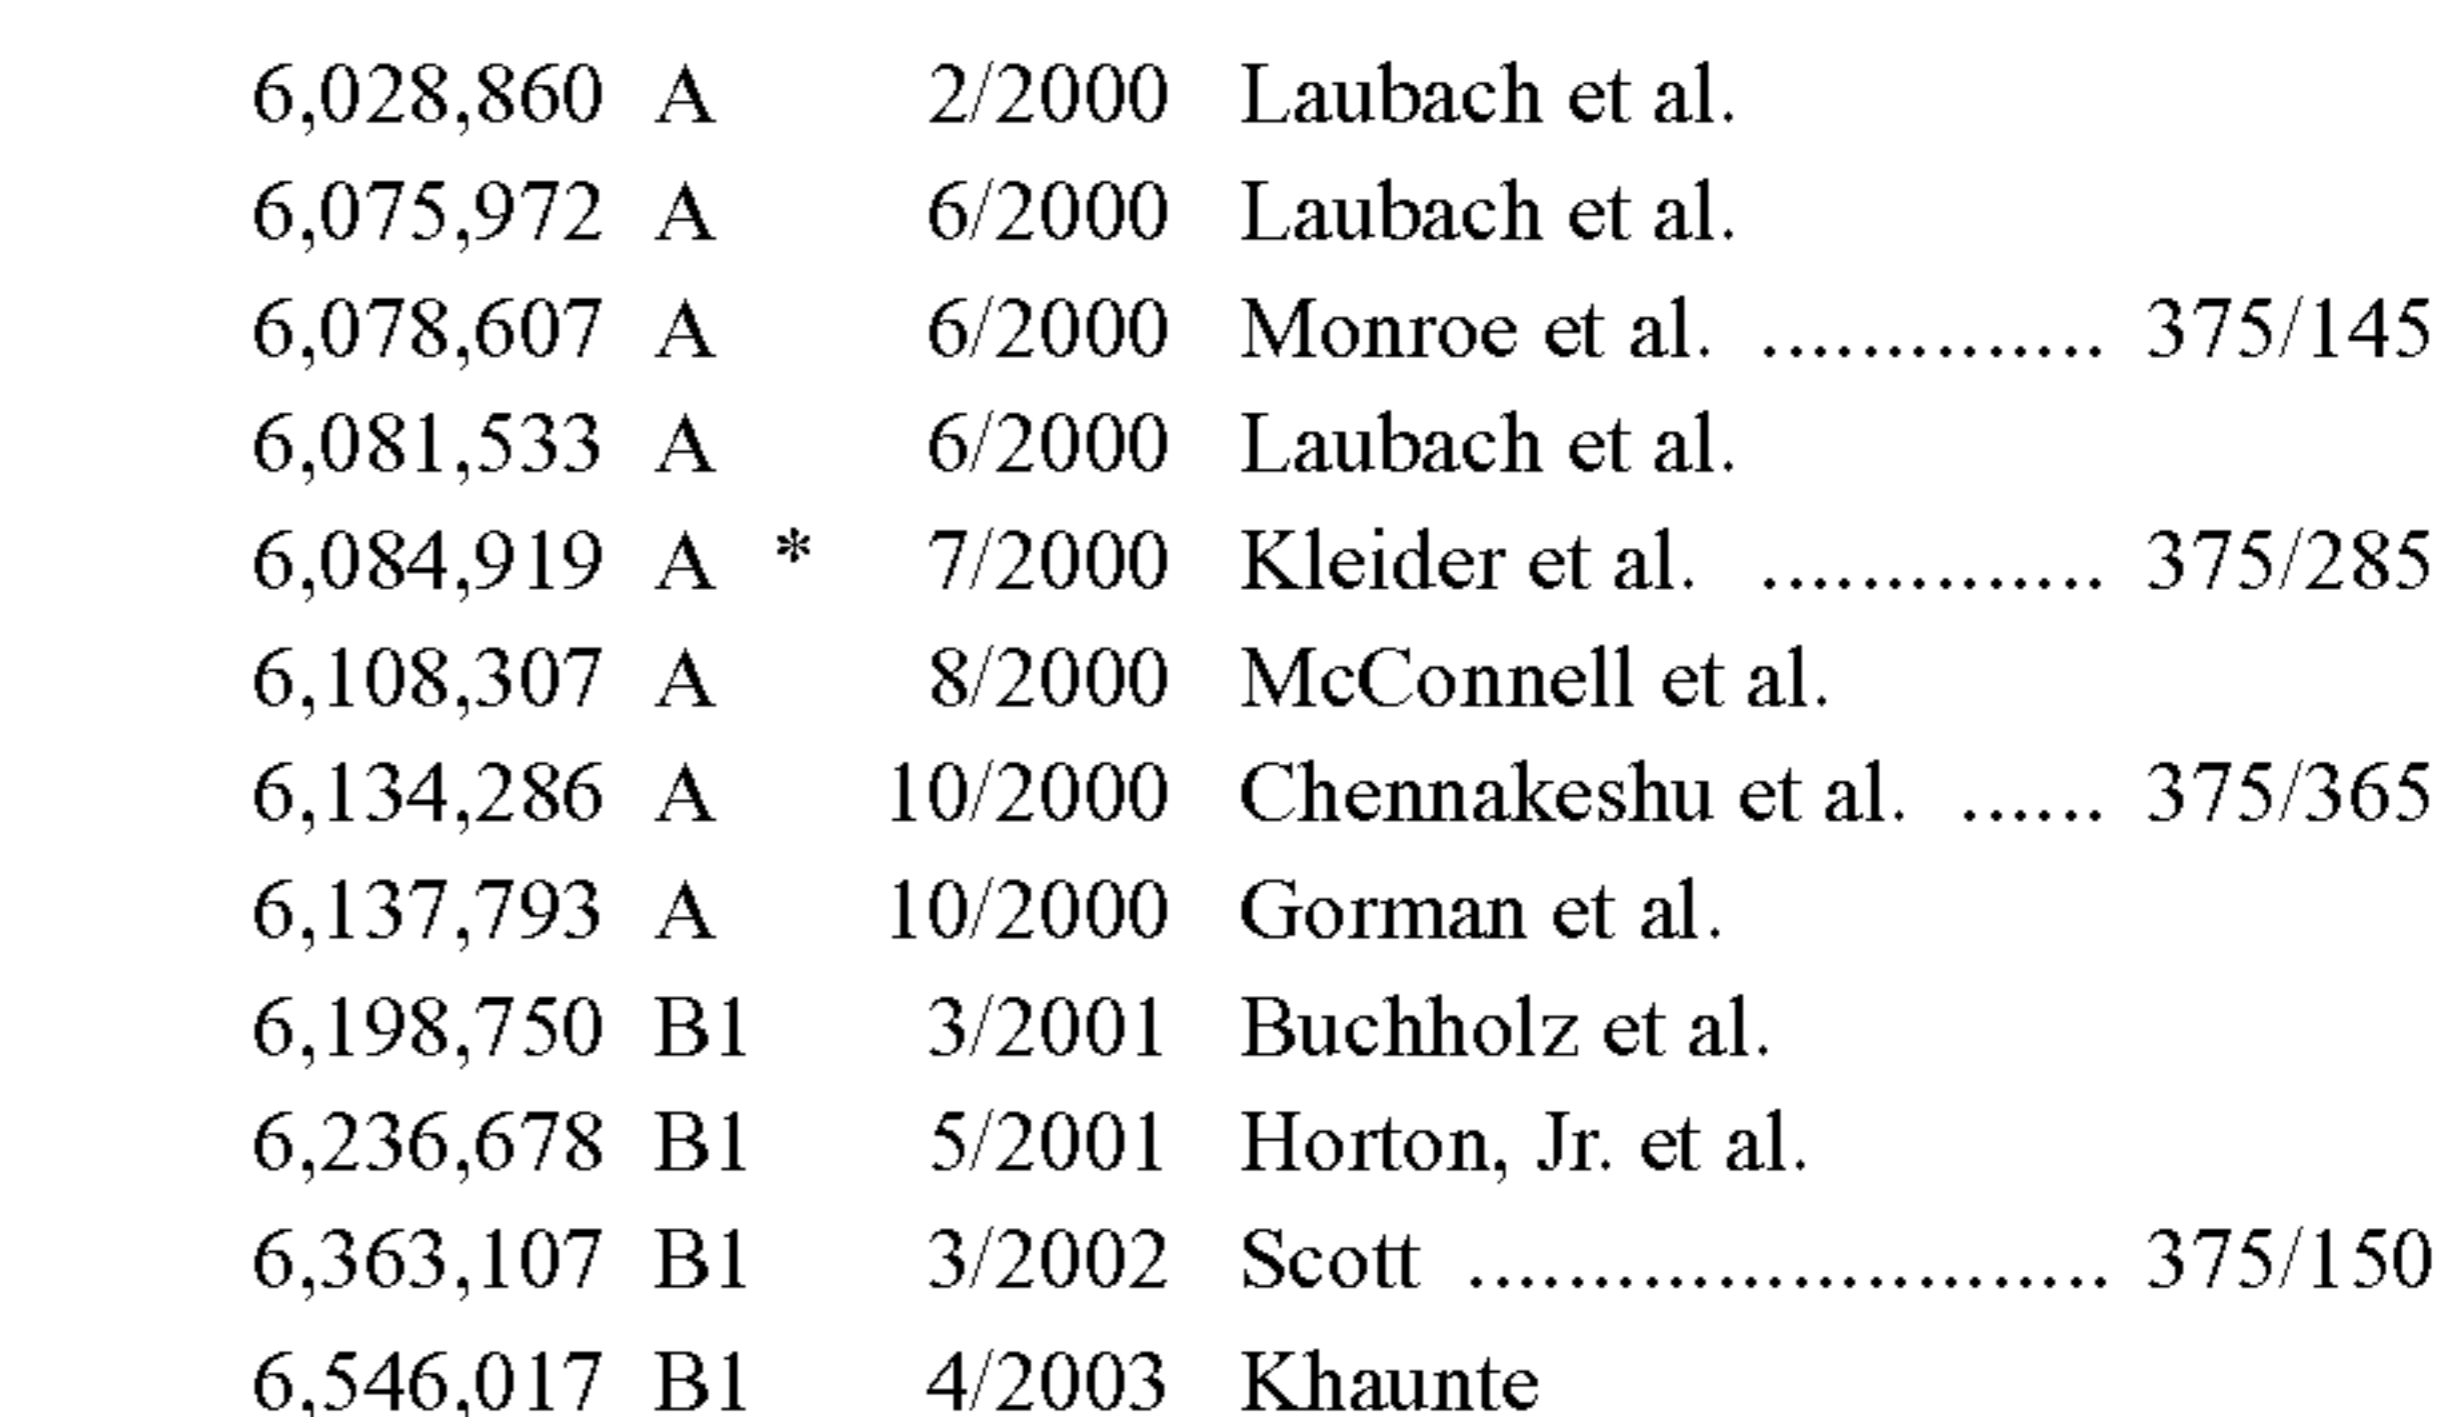 6,028,860 A 2/2000 Laubach et al.
6,075,972 A 6/2000 Laubach et al.
6,078,607 A 6/2000 Monroe et al. .............. 375/145
6,081,533 A 6/2000 Laubach et al.
6,084,919 A * 7/2000 Kleider et al. .............. 375/285
6,108,307 A 8/2000 McConnell et al.
6,134,286 A 10/2000 Chennakeshu et al. ...... 375/365
6,137,793 A 10/2000 Gorman et al.
6,198,750 B1 3/2001 Buchholz et al.
6,236,678 B1 5/2001 Horton, Jr. et al.
6,363,107 B1 3/2002 Scott .......................... 375/150
6,546,017 B1 4/2003 Khaunte